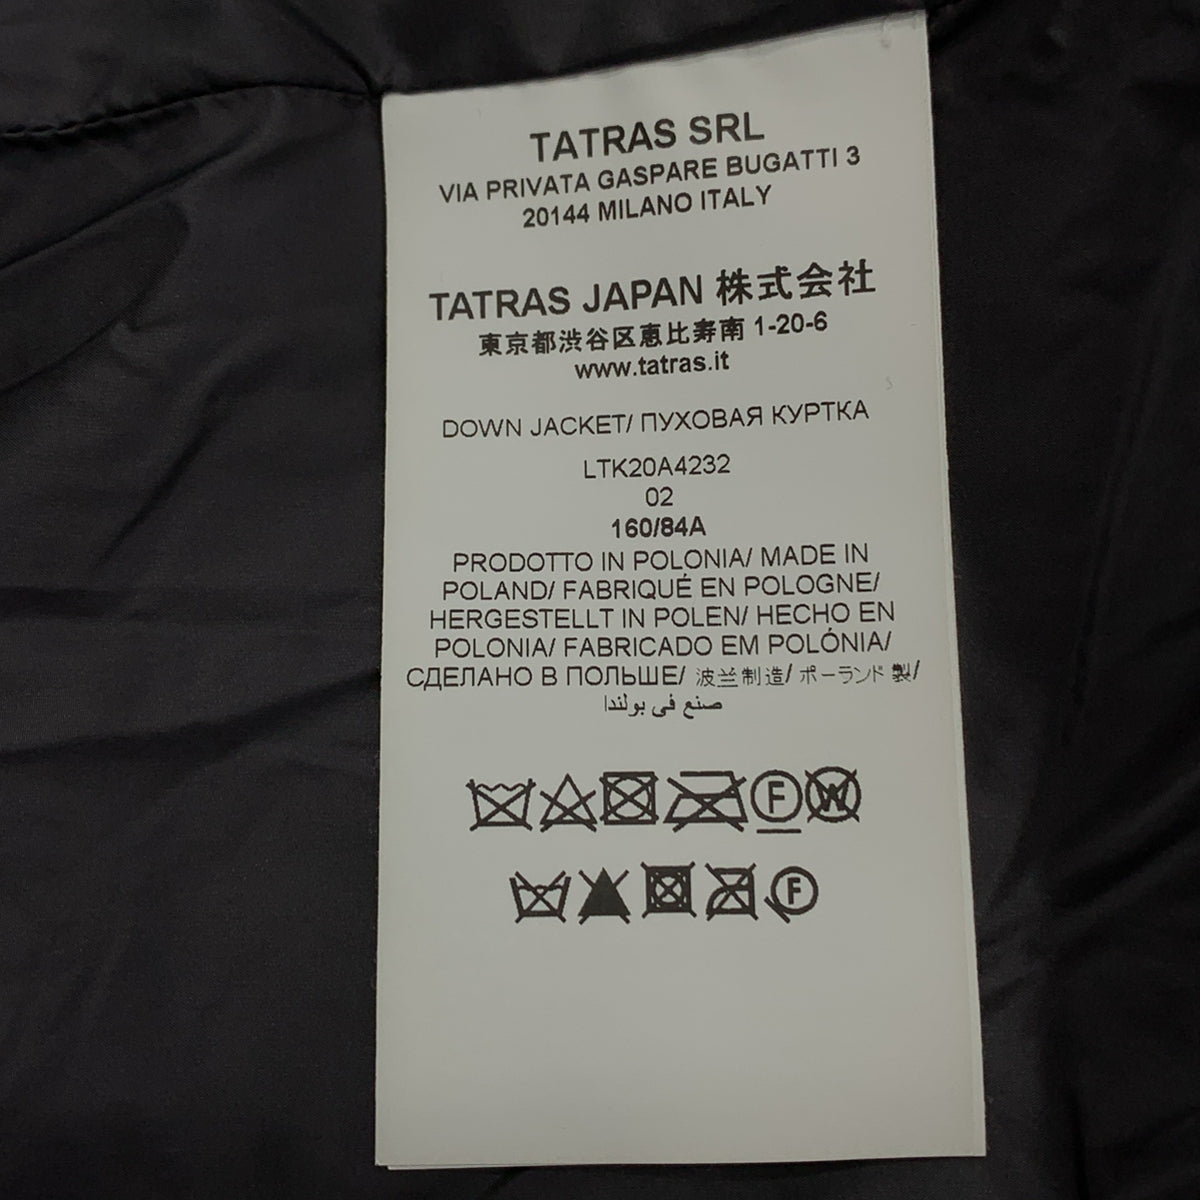 TATRAS SRL
VIA PRIVATA GASPARE BUGATTI 3
20144 MILANO ITALY
TATRAS JAPAN 株式会社
東京都渋谷区恵比寿南 1-20-6
www.tatras.it
DOWN JACKET/ ПУХОВАЯ КУРТКА
LTK20A4232
02
160/84A
PRODOTTO IN POLONIA/ MADE IN
POLAND/ FABRIQUÉ EN POLOGNE/
HERGESTELLT IN POLEN/ HECHO EN
POLONIA/ FABRICADO EM POLÓNIA/
СДЕЛАНО В ПОЛЬШЕ/ 波兰制造/ ポーランド 製/
صنع في بولندا
F W
F